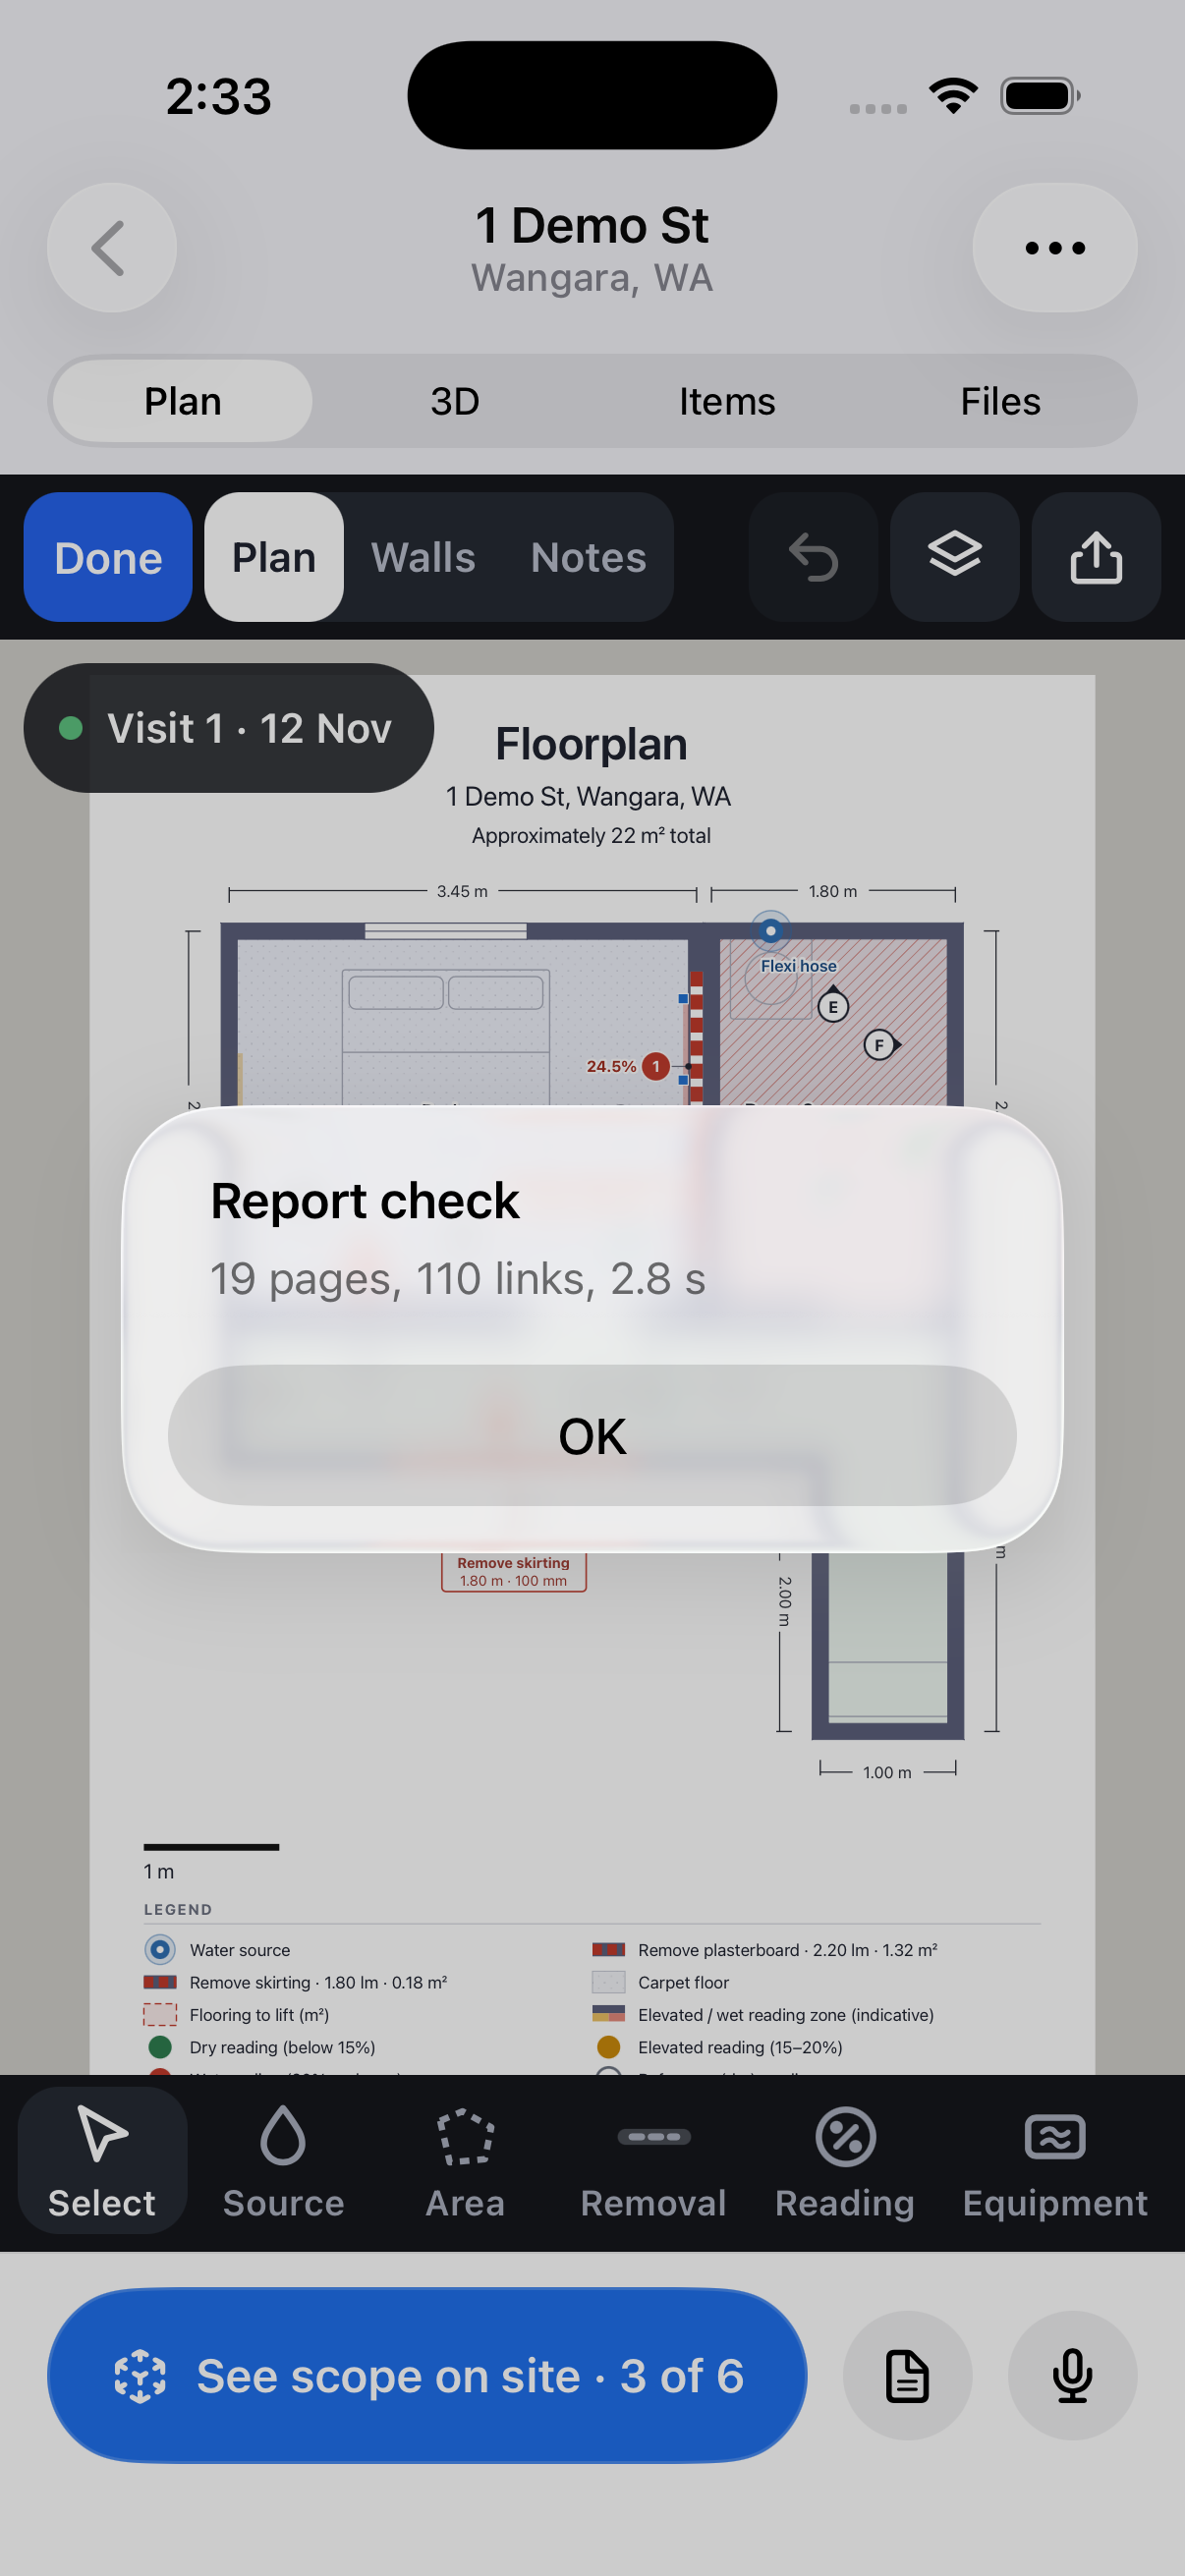 2:33
1 Demo St
Wangara, WA
Plan
3D
Items
Files
Done
Plan
Walls
Notes
Visit 1 · 12 Nov
Floorplan
1 Demo St, Wangara, WA
Approximately 22 m² total
3.45 m
1.80 m
Flexi hose
E
F
24.5%
1
2
2
Report check
19 pages, 110 links, 2.8 s
OK
Remove skirting
1.80 m · 100 mm
2.00 m
m
1.00 m
1 m
LEGEND
Water source
Remove plasterboard · 2.20 lm · 1.32 m²
Remove skirting · 1.80 lm · 0.18 m²
Carpet floor
Flooring to lift (m²)
Elevated / wet reading zone (indicative)
Dry reading (below 15%)
Elevated reading (15–20%)
Select
Source
Area
Removal
Reading
Equipment
See scope on site · 3 of 6